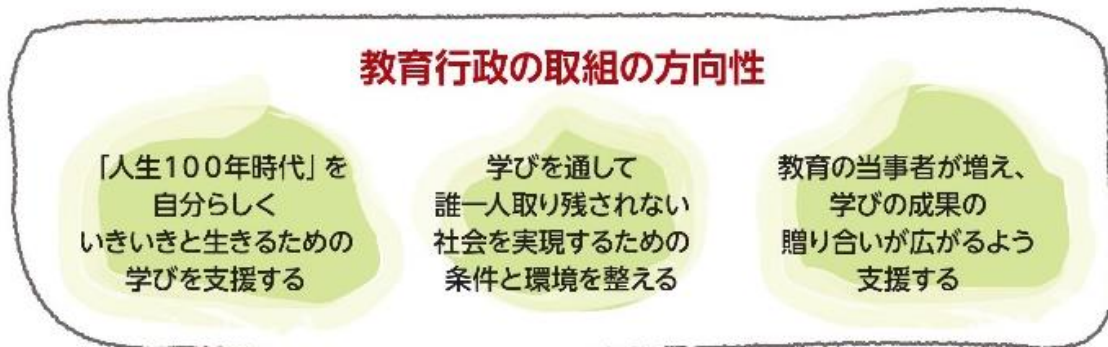 教育行政の取組の方向性
「人生100年時代」を
自分らしく
いきいきと生きるための
学びを支援する
学びを通して
誰一人取り残されない
社会を実現するための
条件と環境を整える
教育の当事者が増え、
学びの成果の
贈り合いが広がるよう
支援する